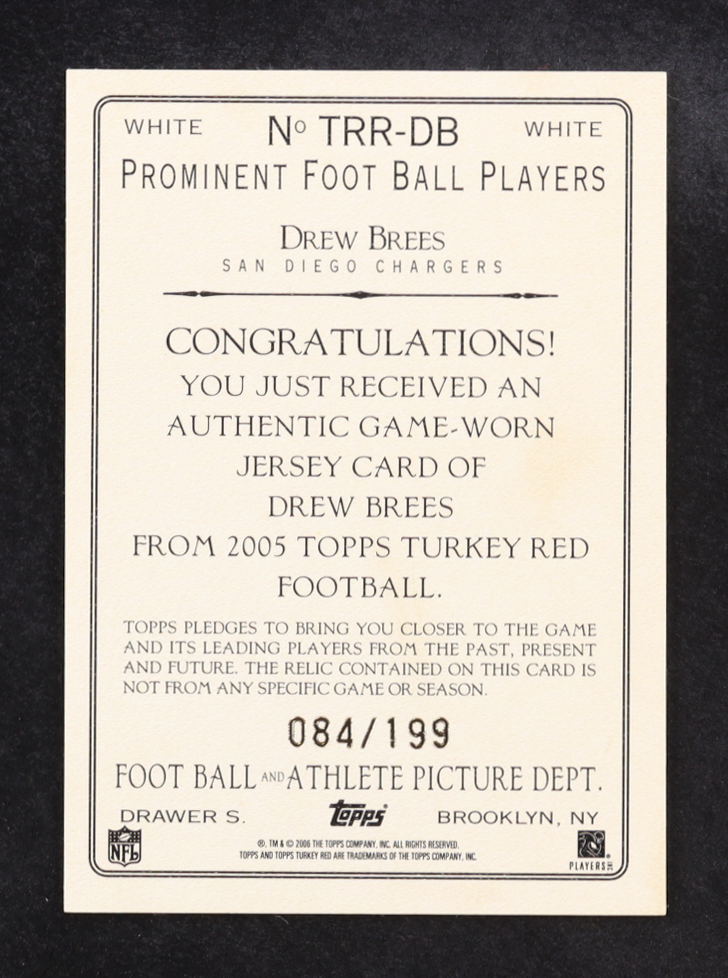 WHITE Nº TRR-DB WHITE
PROMINENT FOOT BALL PLAYERS
DREW BREES
SAN DIEGO CHARGERS
CONGRATULATIONS!
YOU JUST RECEIVED AN
AUTHENTIC GAME-WORN
JERSEY CARD OF
DREW BREES
FROM 2005 TOPPS TURKEY RED
FOOTBALL.
TOPPS PLEDGES TO BRING YOU CLOSER TO THE GAME
AND ITS LEADING PLAYERS FROM THE PAST, PRESENT
AND FUTURE. THE RELIC CONTAINED ON THIS CARD IS
NOT FROM ANY SPECIFIC GAME OR SEASON.
084/199
FOOT BALL AND ATHLETE PICTURE DEPT.
DRAWER S. Topps BROOKLYN, NY
NFL
®, TM & © 2006 THE TOPPS COMPANY, INC. ALL RIGHTS RESERVED.
TOPPS AND TOPPS TURKEY RED ARE TRADEMARKS OF THE TOPPS COMPANY, INC.
PLAYERS